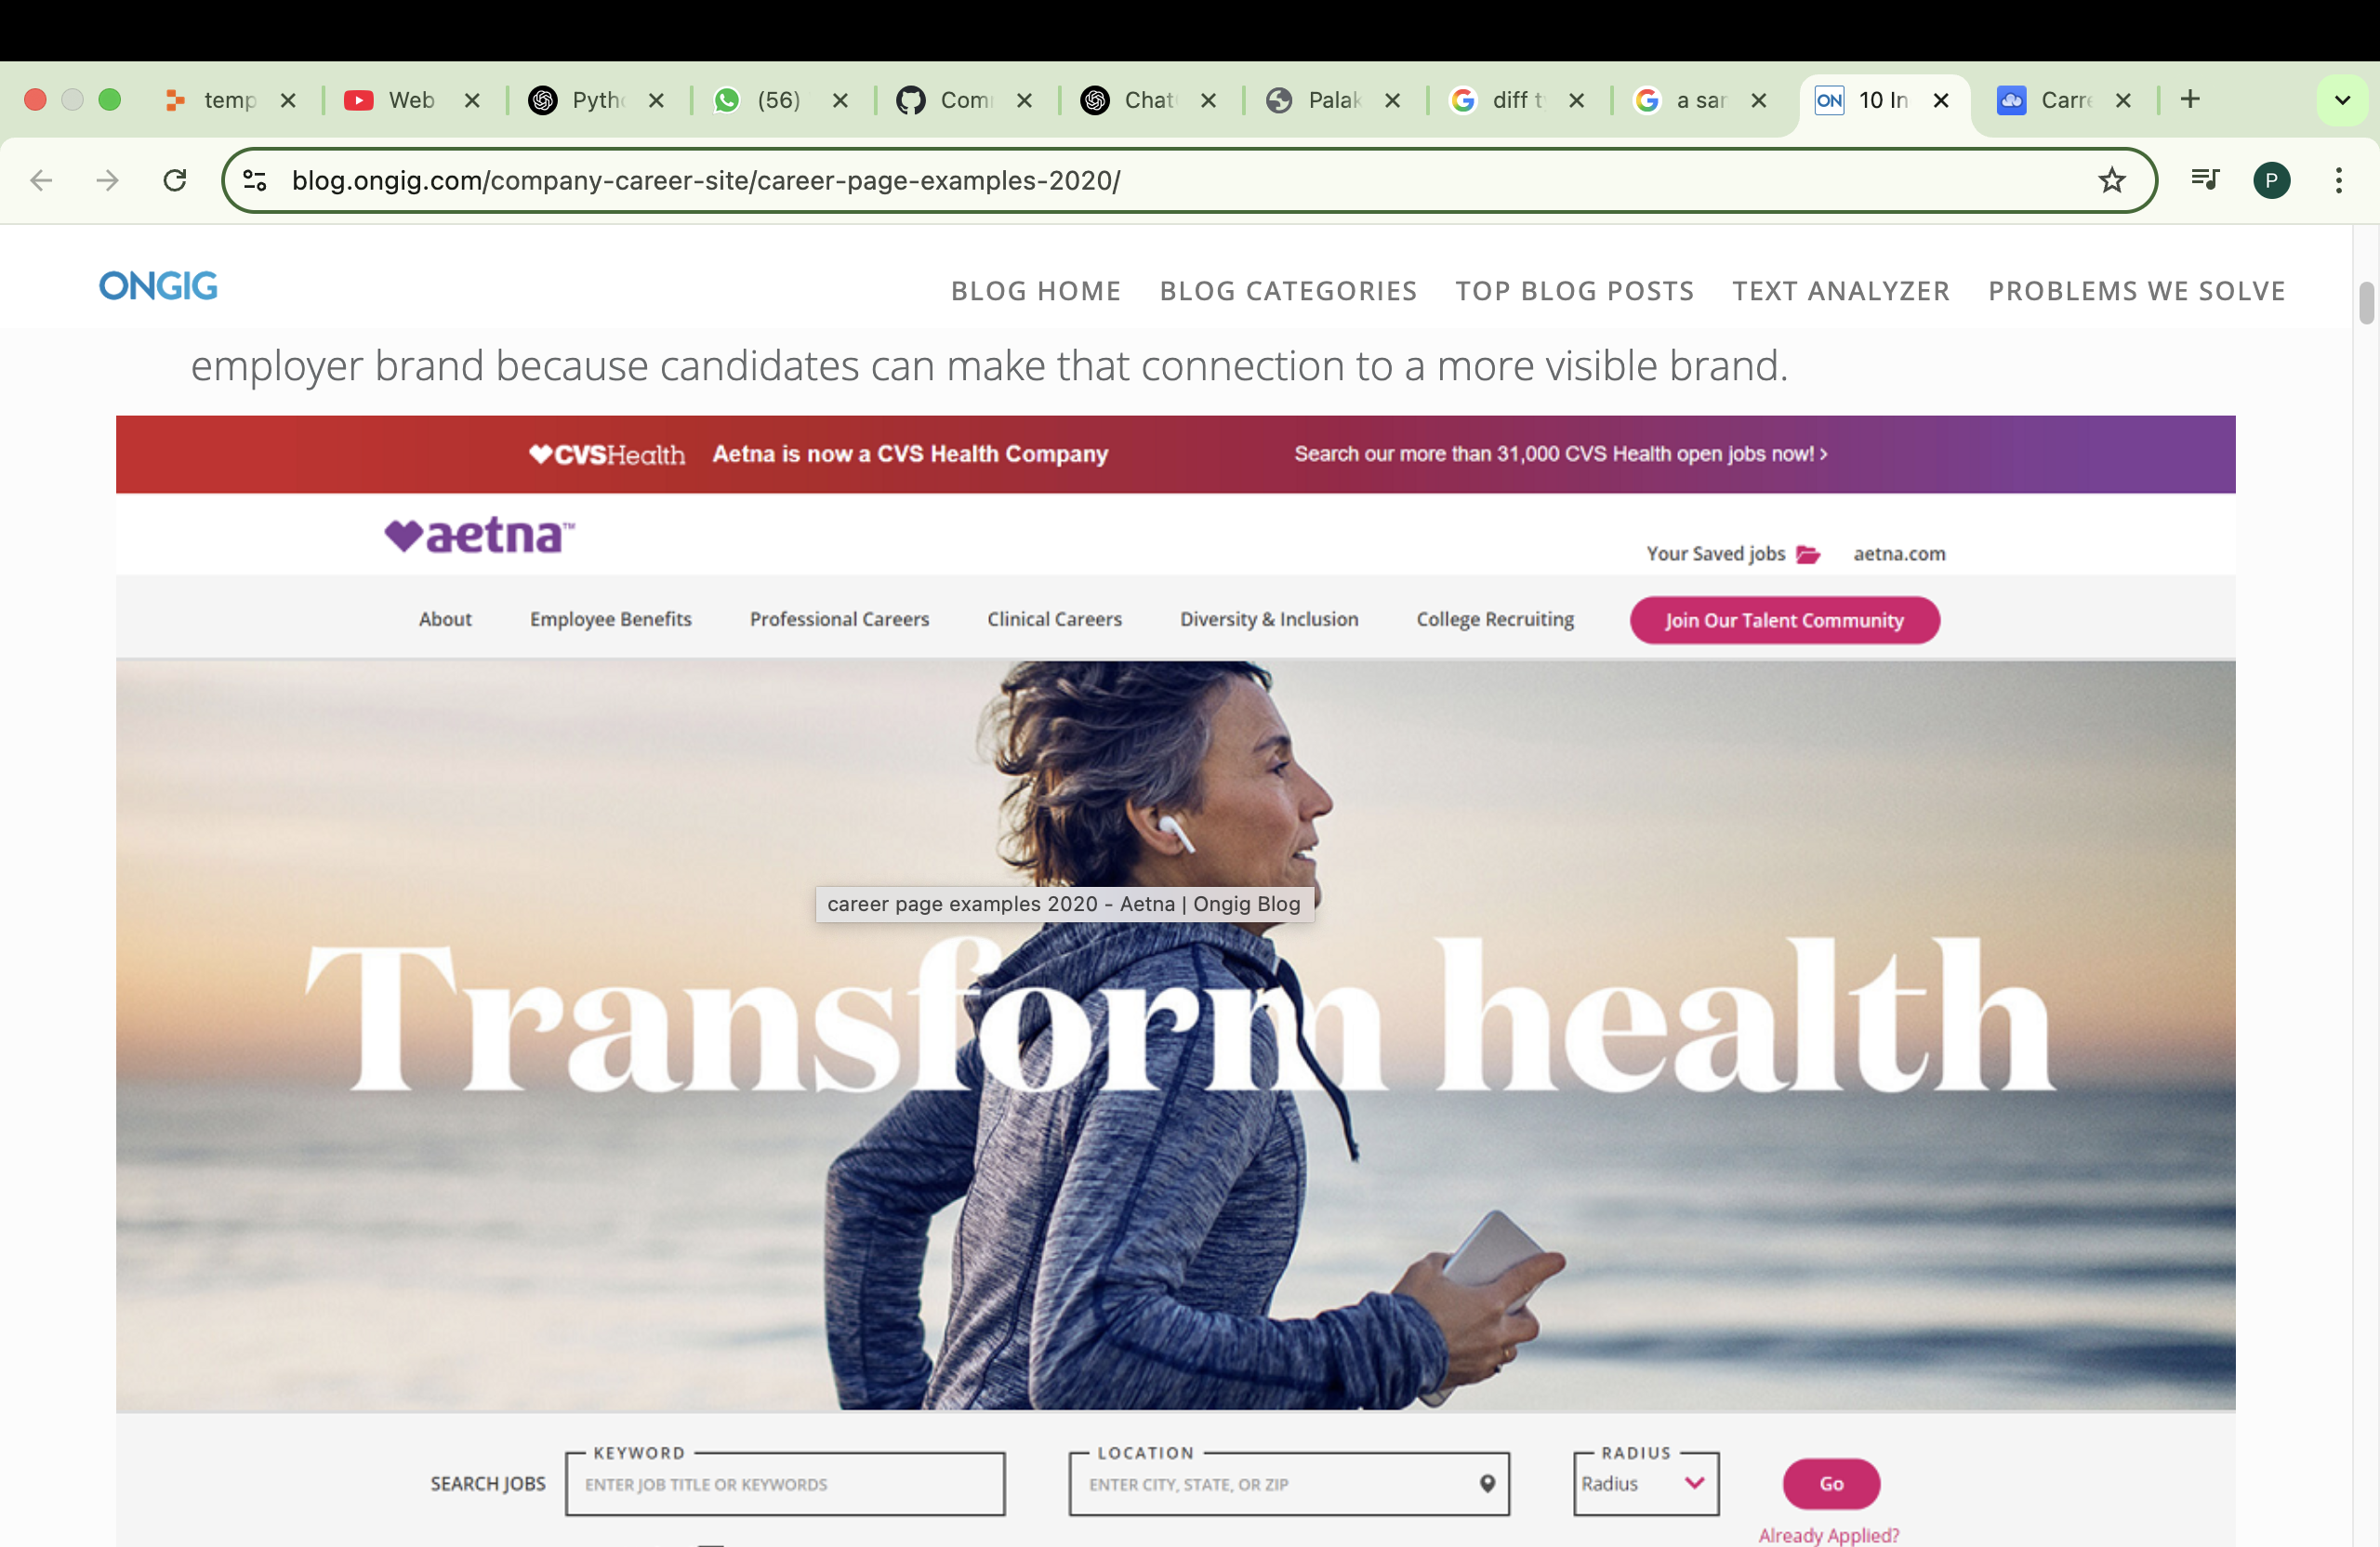 temp
Web
Pyth
(56)
Com
Chat
Palak
diff t
a sar
10 In
Carre
blog.ongig.com/company-career-site/career-page-examples-2020/
P
ONGIG
BLOG HOME BLOG CATEGORIES TOP BLOG POSTS TEXT ANALYZER PROBLEMS WE SOLVE
employer brand because candidates can make that connection to a more visible brand.
CVSHealth Aetna is now a CVS Health Company Search our more than 31,000 CVS Health open jobs now! ›
aetna™
Your Saved jobs aetna.com
About Employee Benefits Professional Careers Clinical Careers Diversity & Inclusion College Recruiting Join Our Talent Community
career page examples 2020 - Aetna | Ongig Blog
Transform health
KEYWORD LOCATION RADIUS
SEARCH JOBS ENTER JOB TITLE OR KEYWORDS ENTER CITY, STATE, OR ZIP Radius Go
Already Applied?